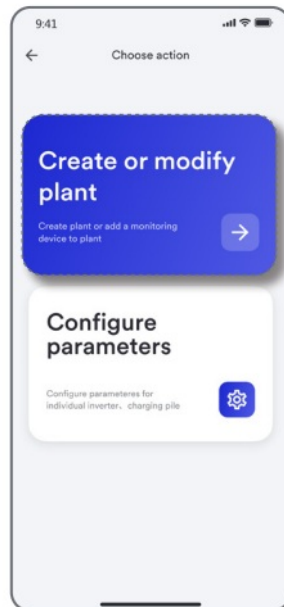 9:41
Choose action
Create or modify
plant
Create plant or add a monitoring
device to plant
Configure
parameters
Configure parameteres for
individual inverter、charging pile